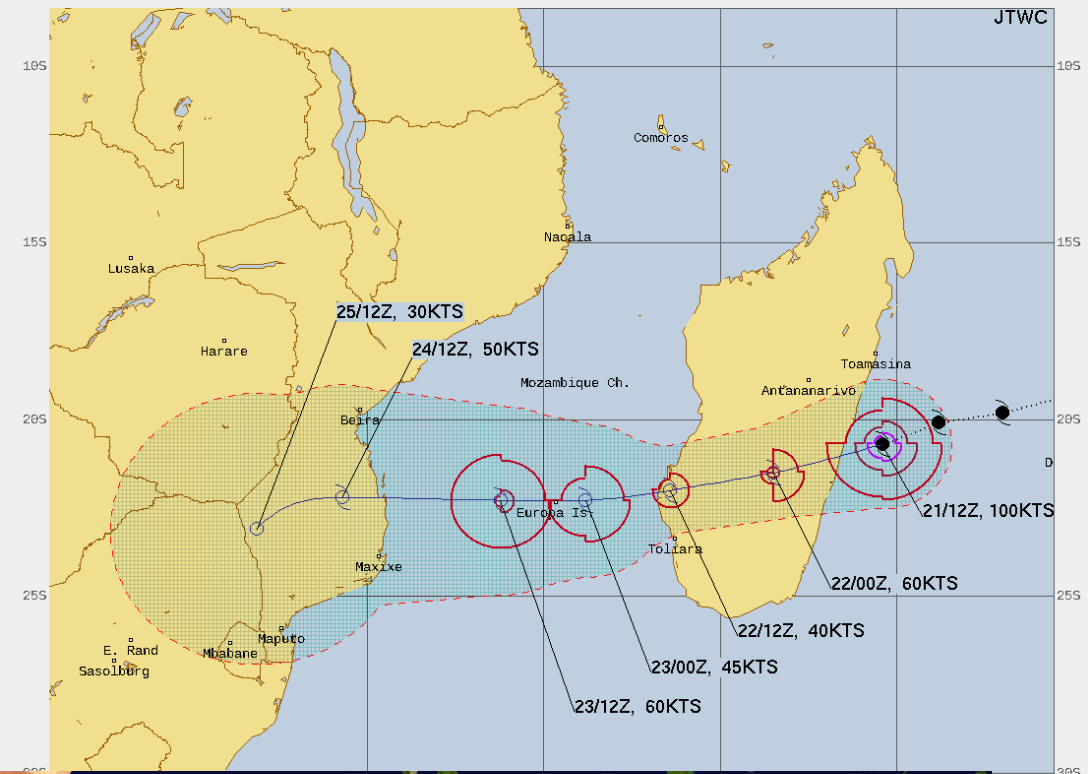 JTWC
10S
10S
Comoros
15S
15S
Nacala
Lusaka
25/12Z, 30KTS
24/12Z, 50KTS
Harare
Toamasina
Mozambique Ch.
Antananarivo
20S
Beira
20S
D
Europa Is.
21/12Z, 100KTS
Toliara
Maxixe
22/00Z, 60KTS
25S
25S
22/12Z, 40KTS
Maputo
E. Rand
Mbabane
Sasolburg
23/00Z, 45KTS
23/12Z, 60KTS
30S